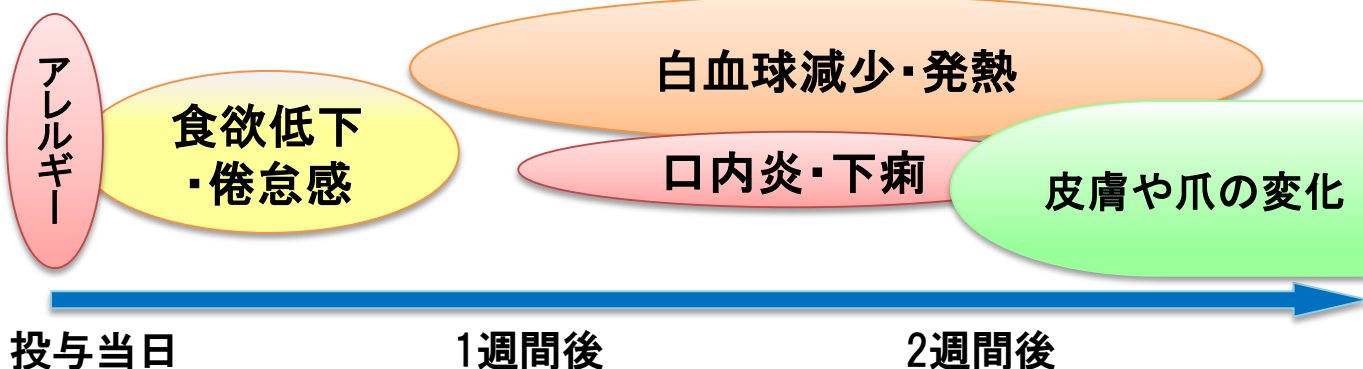 アレルギー
食欲低下
・倦怠感
白血球減少・発熱
口内炎・下痢
皮膚や爪の変化
投与当日
1週間後
2週間後